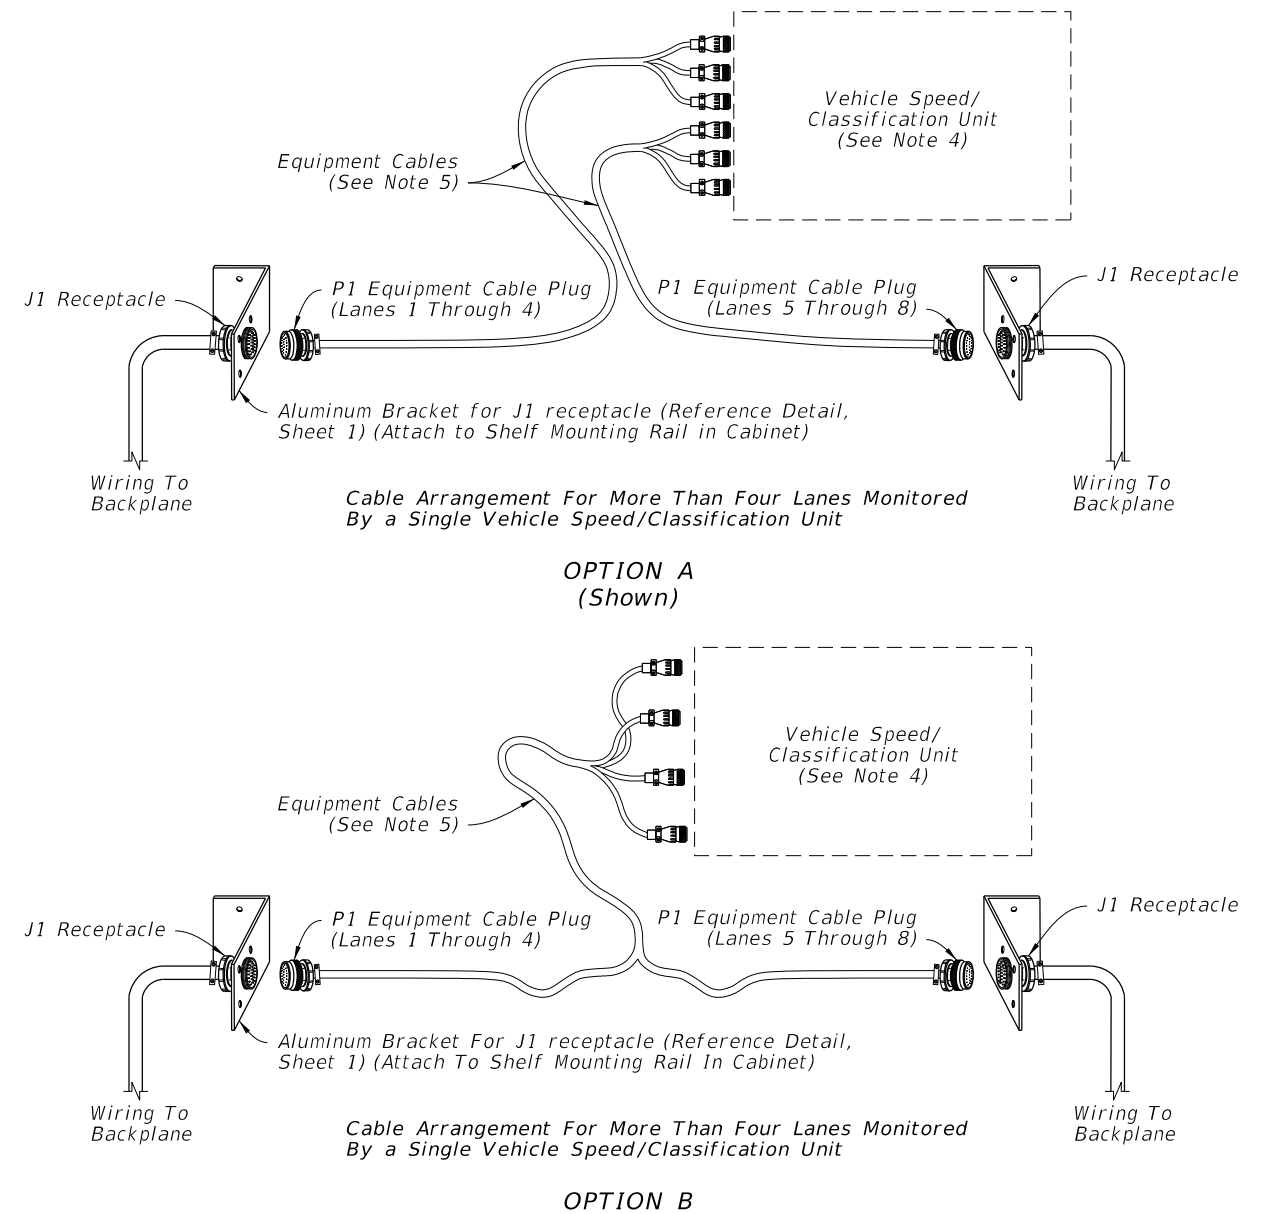 Vehicle Speed/
Classification Unit
(See Note 4)
Equipment Cables
(See Note 5)
J1 Receptacle
P1 Equipment Cable Plug
(Lanes 1 Through 4)
P1 Equipment Cable Plug
(Lanes 5 Through 8)
J1 Receptacle
Aluminum Bracket for J1 receptacle (Reference Detail,
Sheet 1) (Attach to Shelf Mounting Rail in Cabinet)
Wiring To
Backplane
Wiring To
Backplane
Cable Arrangement For More Than Four Lanes Monitored
By a Single Vehicle Speed/Classification Unit
OPTION A
(Shown)
Vehicle Speed/
Classification Unit
(See Note 4)
Equipment Cables
(See Note 5)
J1 Receptacle
P1 Equipment Cable Plug
(Lanes 1 Through 4)
P1 Equipment Cable Plug
(Lanes 5 Through 8)
J1 Receptacle
Aluminum Bracket For J1 receptacle (Reference Detail,
Sheet 1) (Attach To Shelf Mounting Rail In Cabinet)
Wiring To
Backplane
Wiring To
Backplane
Cable Arrangement For More Than Four Lanes Monitored
By a Single Vehicle Speed/Classification Unit
OPTION B